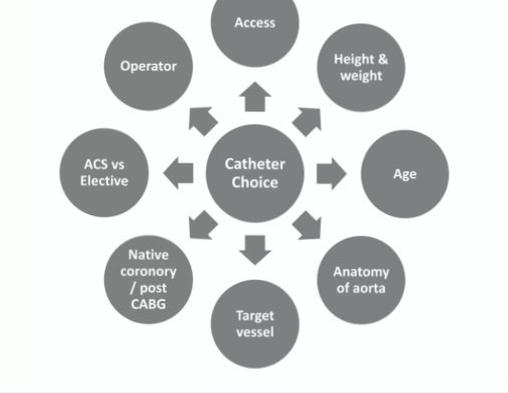 Access
Operator
Height &
weight
ACS vs
Elective
Catheter
Choice
Age
Native
coronory
/ post
CABG
Anatomy
of aorta
Target
vessel